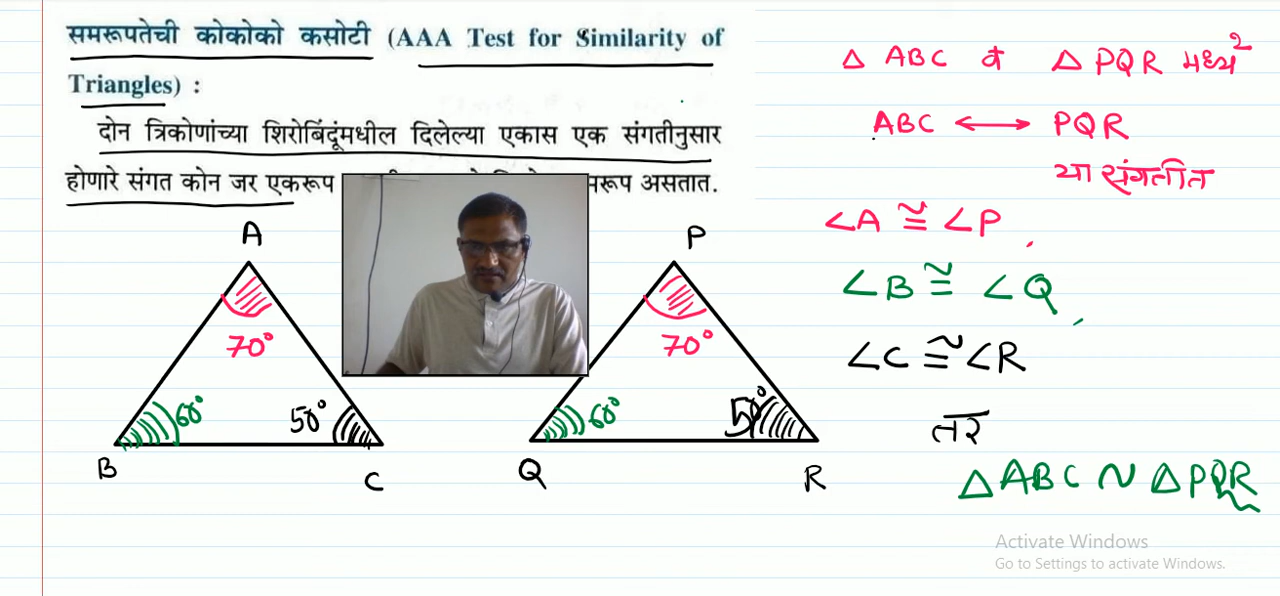 समरूपतेची कोकोको कसोटी (AAA Test for Similarity of
Triangles) :
दोन त्रिकोणांच्या शिरोबिंदूंमधील दिलेल्या एकास एक संगतीनुसार
होणारे संगत कोन जर एकरूप असतात.
A
70°
60°
50°
B
C
P
70°
60°
50°
Q
R
△ ABC व △ PQR मध्ये
ABC ↔ PQR
या संगतीत
∠A ≅ ∠P ,
∠B ≅ ∠Q ,
∠C ≅ ∠R
तर
△ABC ~ △PQR
Activate Windows
Go to Settings to activate Windows.